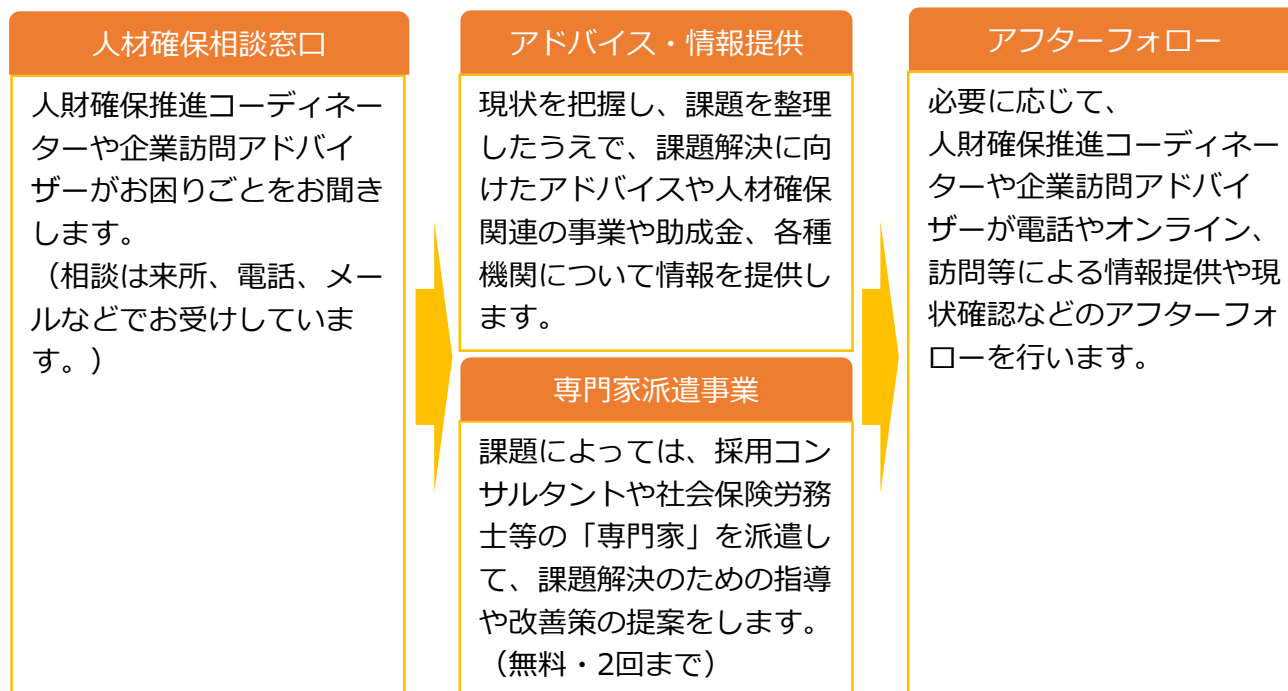 人材確保相談窓口
人財確保推進コーディネー
ターや企業訪問アドバイ
ザーがお困りごとをお聞き
します。
（相談は来所、電話、メー
ルなどでお受けしていま
す。）
アドバイス・情報提供
現状を把握し、課題を整理
したうえで、課題解決に向
けたアドバイスや人材確保
関連の事業や助成金、各種
機関について情報を提供し
ます。
専門家派遣事業
課題によっては、採用コン
サルタントや社会保険労務
士等の「専門家」を派遣し
て、課題解決のための指導
や改善策の提案をします。
（無料・2回まで）
アフターフォロー
必要に応じて、
人財確保推進コーディネー
ターや企業訪問アドバイ
ザーが電話やオンライン、
訪問等による情報提供や現
状確認などのアフターフォ
ローを行います。